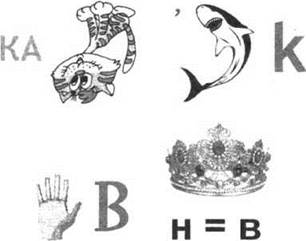 КА ’ k
В
Н = В